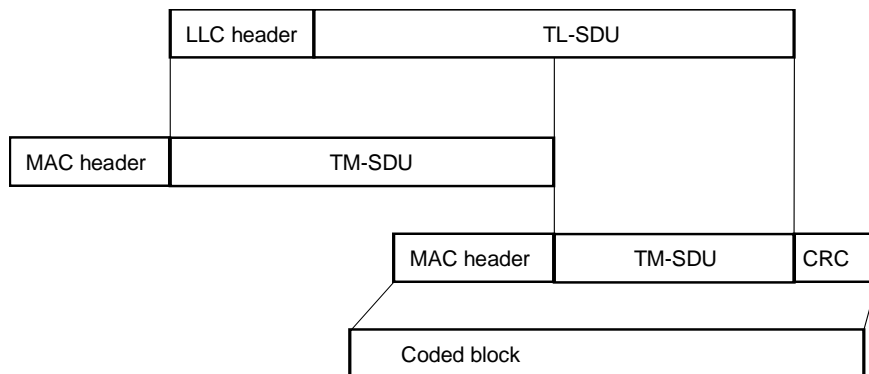 LLC header TL-SDU
MAC header TM-SDU
MAC header TM-SDU CRC
Coded block